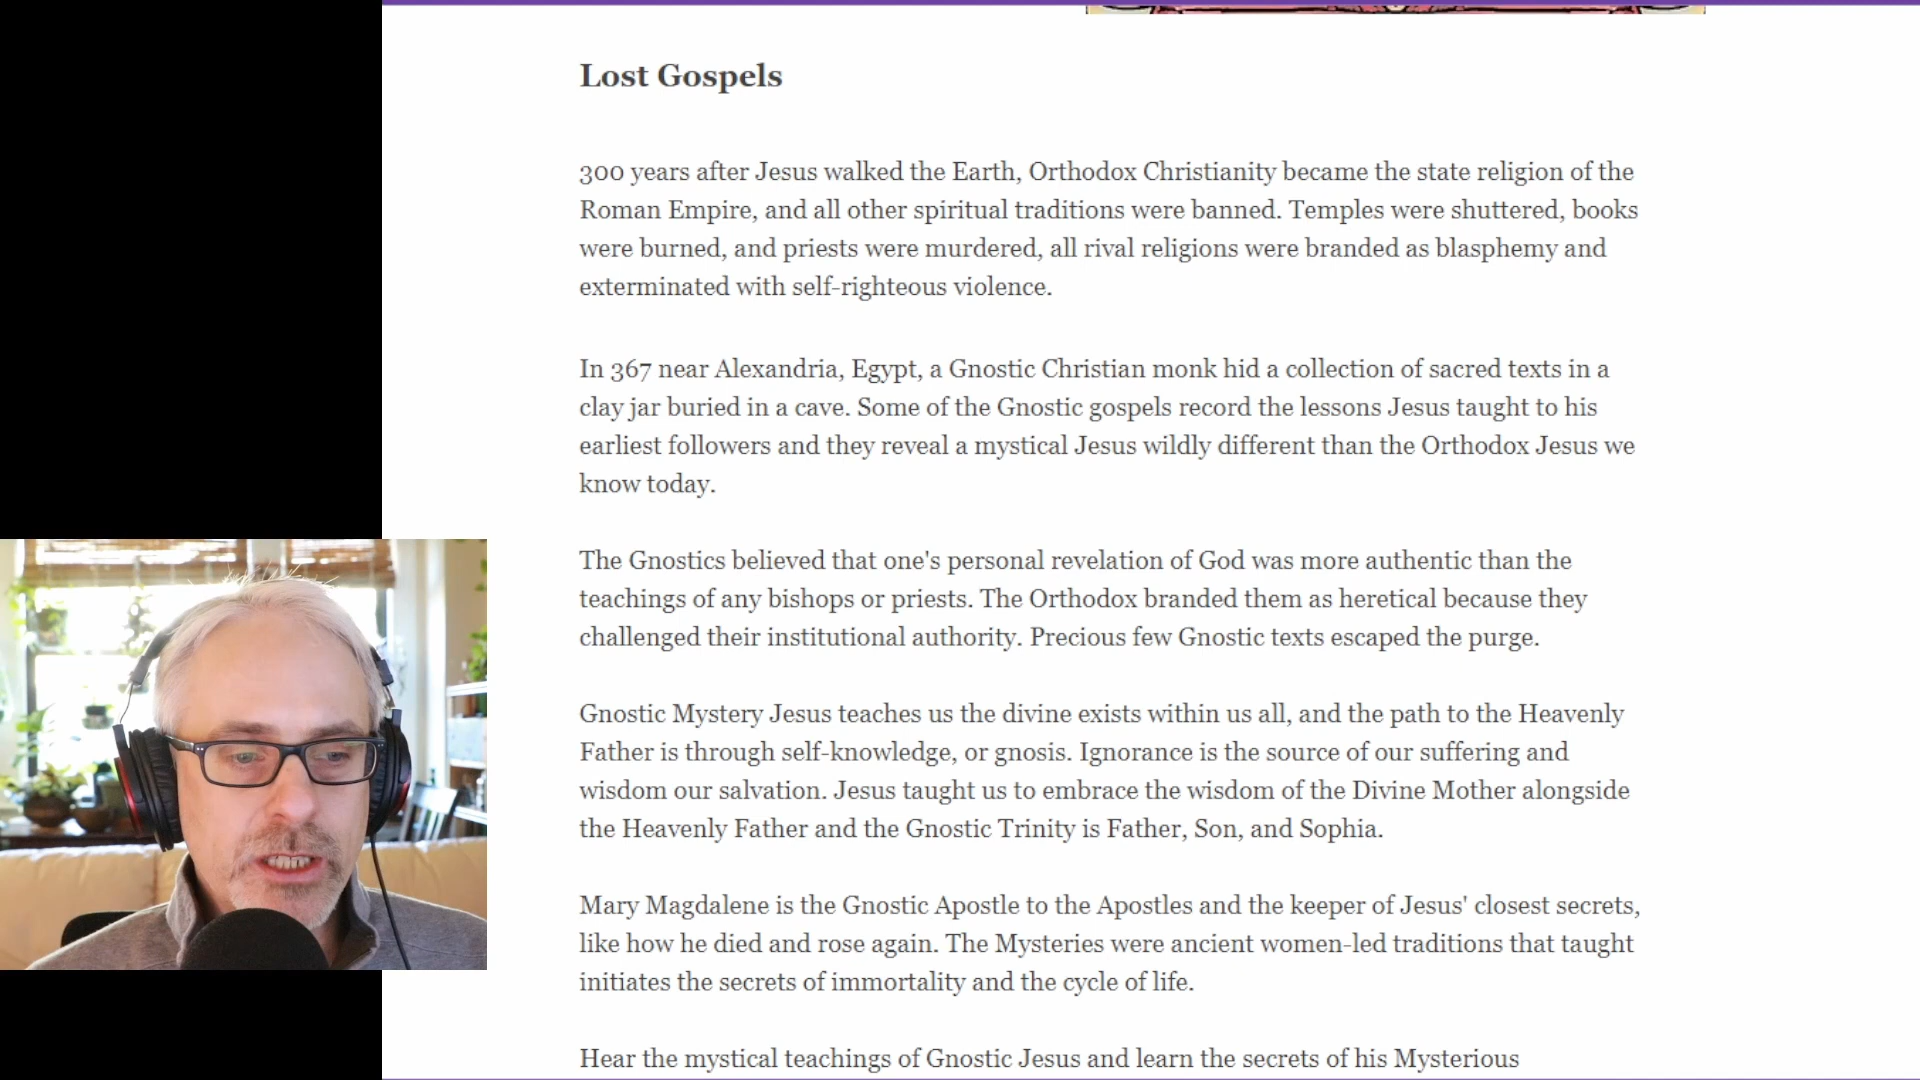 Lost Gospels
300 years after Jesus walked the Earth, Orthodox Christianity became the state religion of the
Roman Empire, and all other spiritual traditions were banned. Temples were shuttered, books
were burned, and priests were murdered, all rival religions were branded as blasphemy and
exterminated with self-righteous violence.
In 367 near Alexandria, Egypt, a Gnostic Christian monk hid a collection of sacred texts in a
clay jar buried in a cave. Some of the Gnostic gospels record the lessons Jesus taught to his
earliest followers and they reveal a mystical Jesus wildly different than the Orthodox Jesus we
know today.
The Gnostics believed that one's personal revelation of God was more authentic than the
teachings of any bishops or priests. The Orthodox branded them as heretical because they
challenged their institutional authority. Precious few Gnostic texts escaped the purge.
Gnostic Mystery Jesus teaches us the divine exists within us all, and the path to the Heavenly
Father is through self-knowledge, or gnosis. Ignorance is the source of our suffering and
wisdom our salvation. Jesus taught us to embrace the wisdom of the Divine Mother alongside
the Heavenly Father and the Gnostic Trinity is Father, Son, and Sophia.
Mary Magdalene is the Gnostic Apostle to the Apostles and the keeper of Jesus' closest secrets,
like how he died and rose again. The Mysteries were ancient women-led traditions that taught
initiates the secrets of immortality and the cycle of life.
Hear the mystical teachings of Gnostic Jesus and learn the secrets of his Mysterious